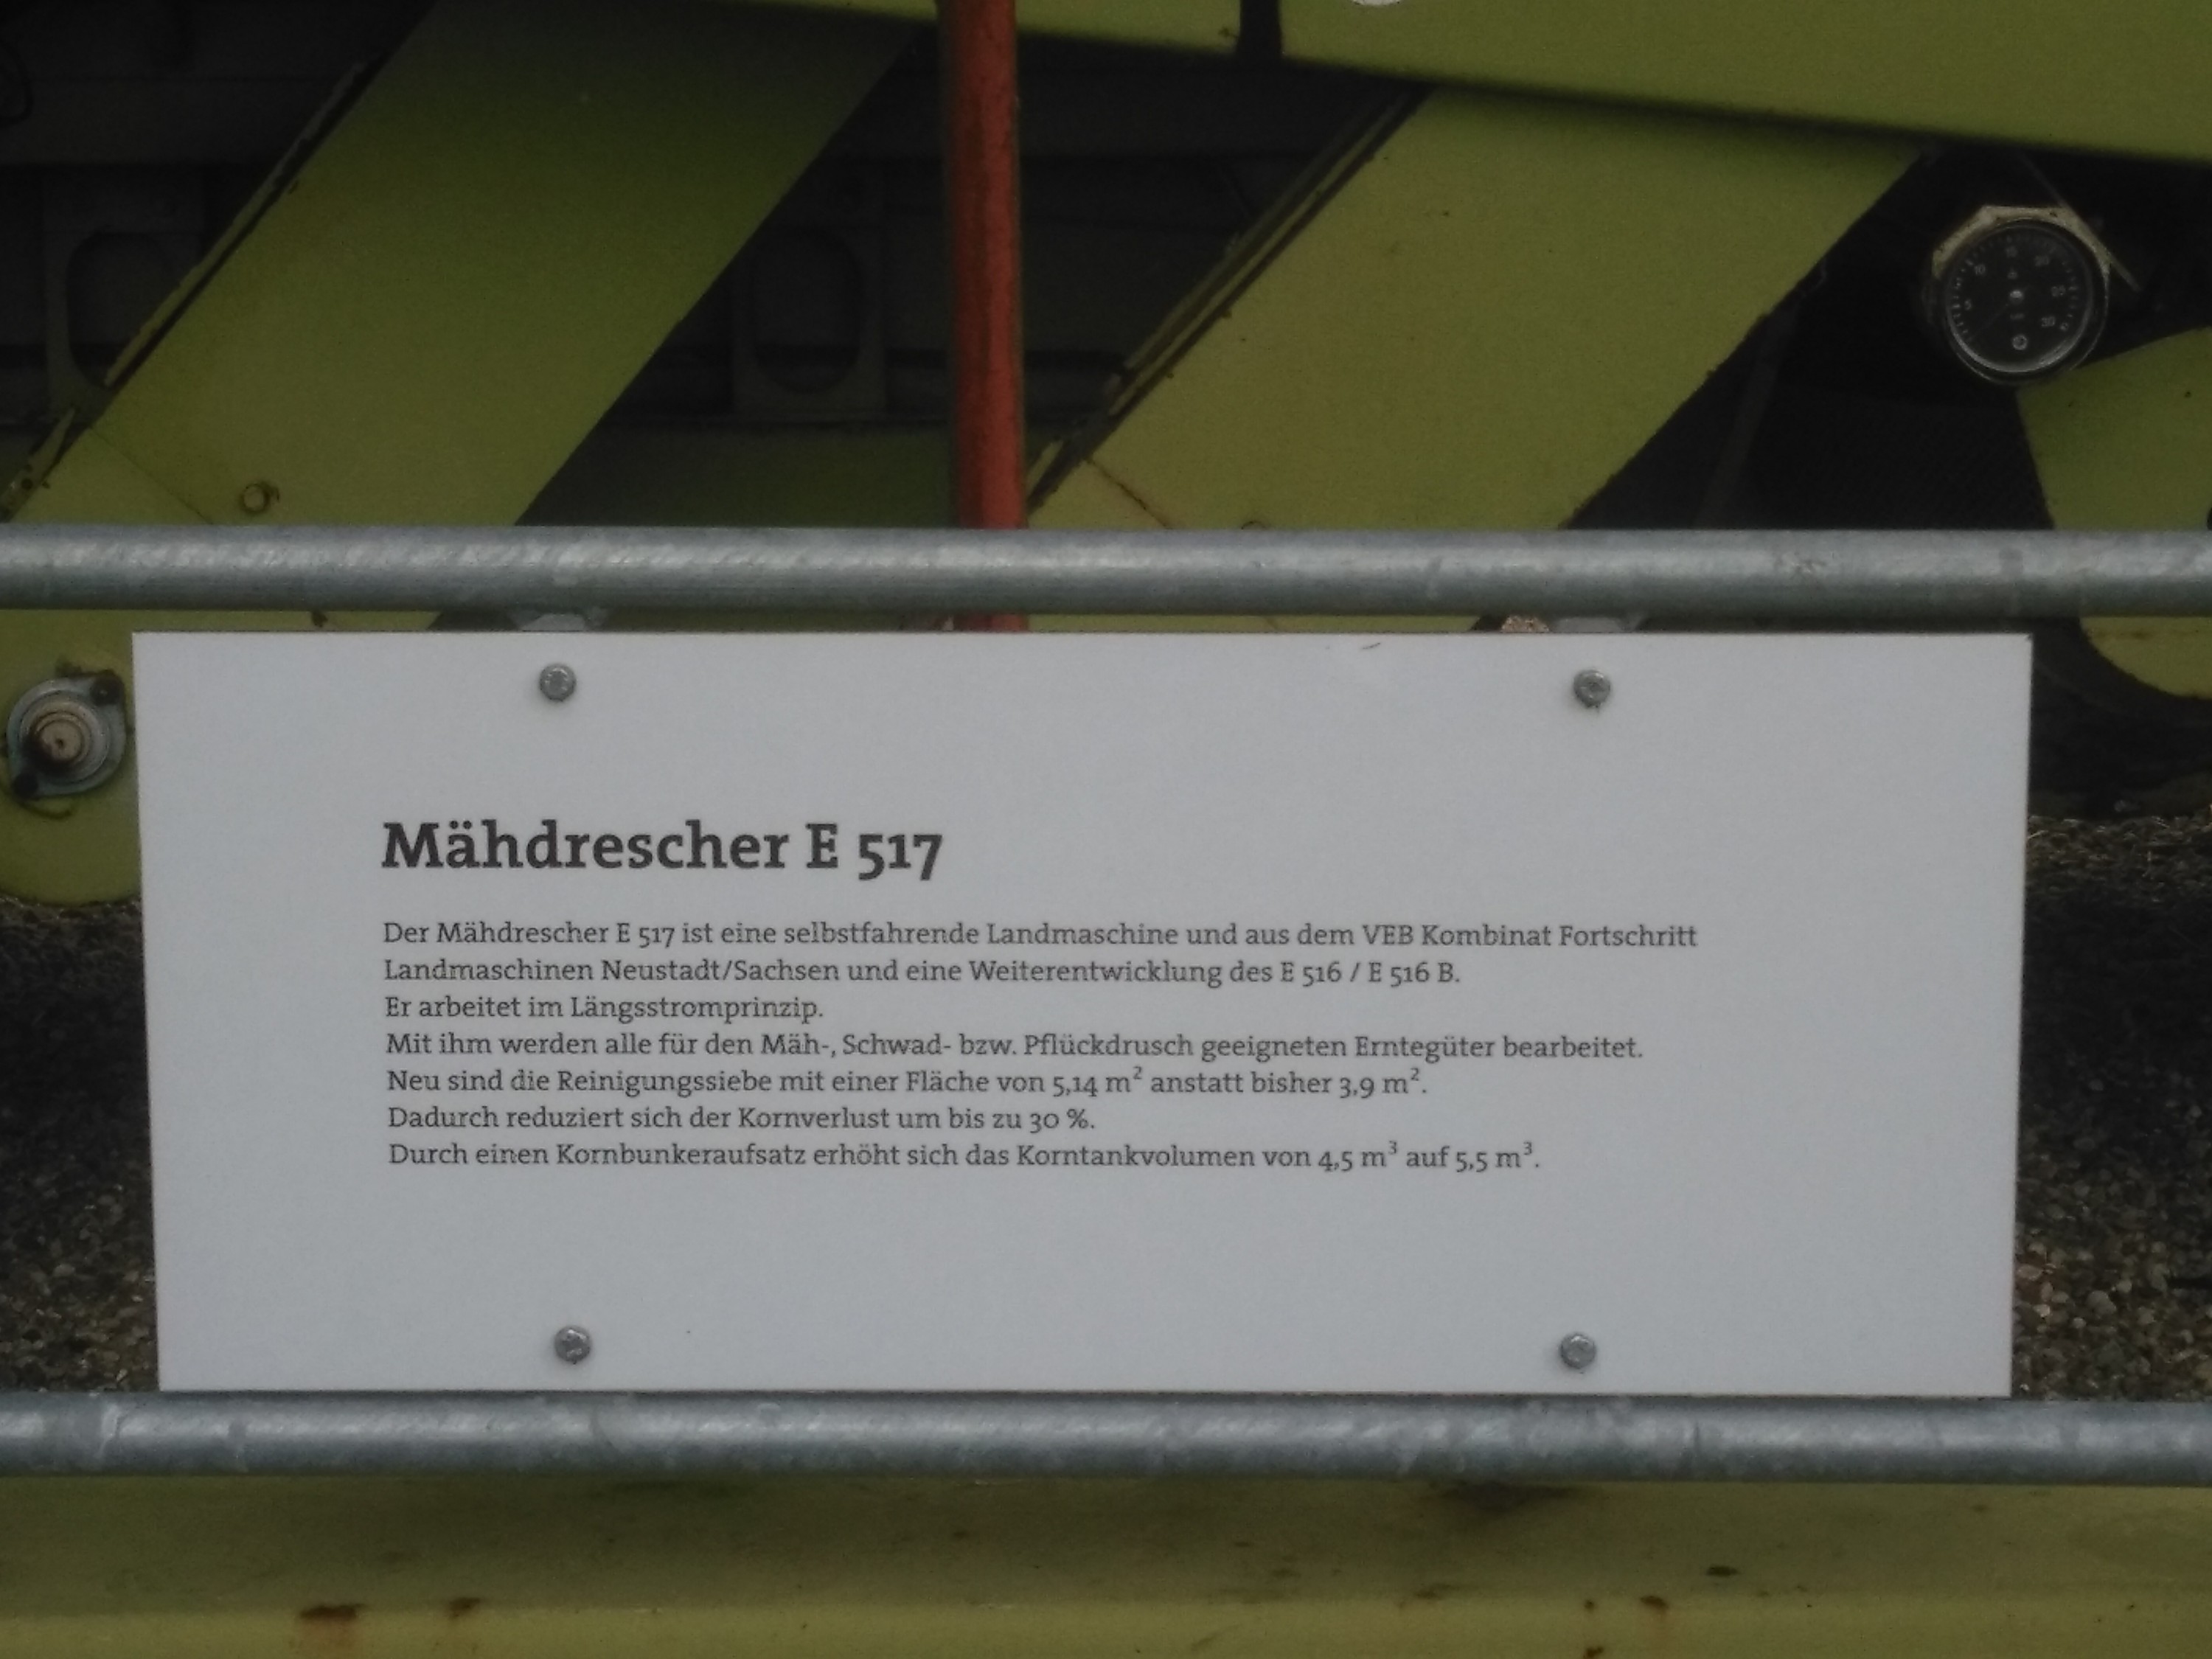 Mähdrescher E 517
Der Mähdrescher E 517 ist eine selbstfahrende Landmaschine und aus dem VEB Kombinat Fortschritt
Landmaschinen Neustadt/Sachsen und eine Weiterentwicklung des E 516 / E 516 B.
Er arbeitet im Längsstromprinzip.
Mit ihm werden alle für den Mäh-, Schwad- bzw. Pflückdrusch geeigneten Erntegüter bearbeitet.
Neu sind die Reinigungssiebe mit einer Fläche von 5,14 m² anstatt bisher 3,9 m².
Dadurch reduziert sich der Kornverlust um bis zu 30 %.
Durch einen Kornbunkeraufsatz erhöht sich das Korntankvolumen von 4,5 m³ auf 5,5 m³.